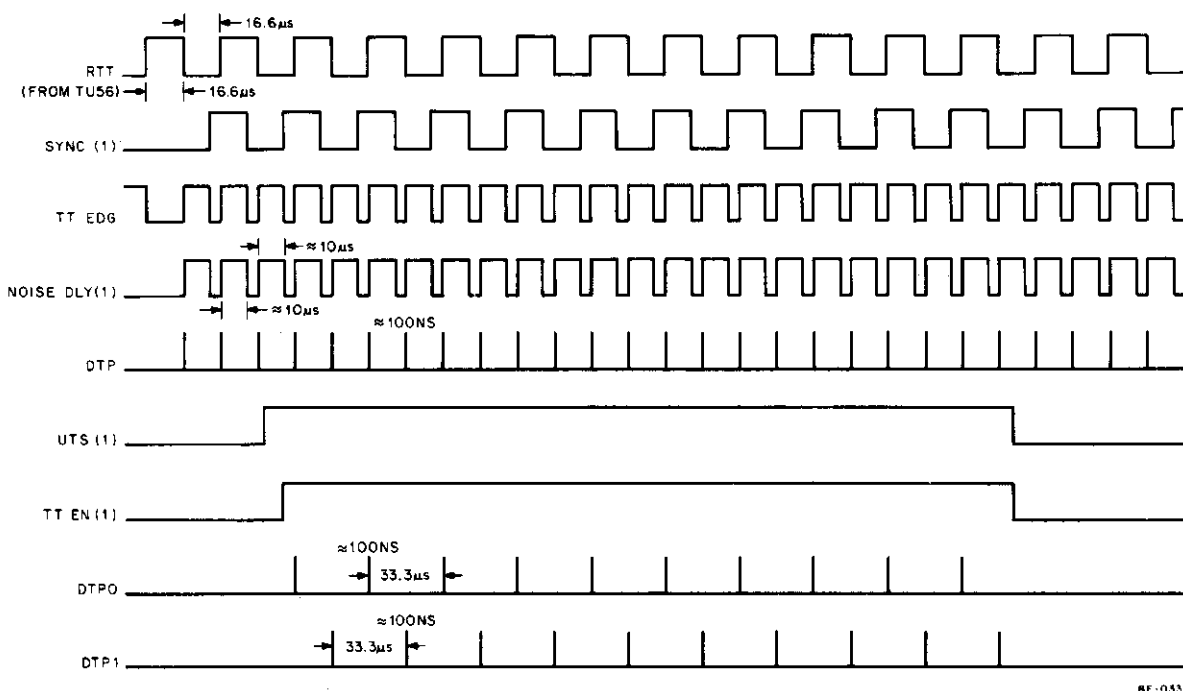 16.6µs
RTT
(FROM TU56)
16.6µs
SYNC (1)
TT EDG
≈10µs
NOISE DLY(1)
≈10µs
≈100NS
DTP
UTS (1)
TT EN (1)
≈100NS
33.3µs
DTP0
≈100NS
33.3µs
DTP1